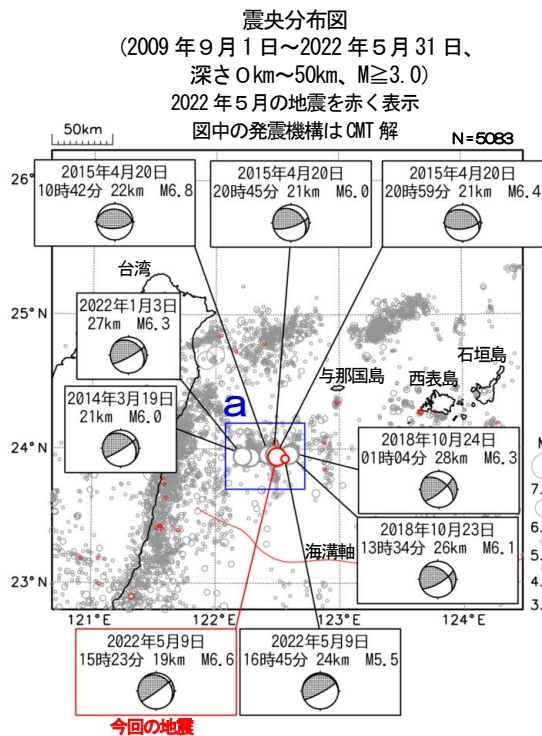 震央分布図
(2009年9月1日~2022年5月31日、
深さ0km~50km、M≧3.0)
2022年5月の地震を赤く表示
図中の発震機構はCMT解
50km
N=5083
26°N
2015年4月20日
10時42分 22km M6.8
2015年4月20日
20時45分 21km M6.0
2015年4月20日
20時59分 21km M6.4
台湾
25°N
2022年1月3日
27km M6.3
与那国島
西表島
石垣島
2014年3月19日
21km M6.0
a
24°N
2018年10月24日
01時04分 28km M6.3
M
7.
6.
5.
4.
3.
海溝軸
2018年10月23日
13時34分 26km M6.1
23°N
121°E
122°E
123°E
124°E
2022年5月9日
15時23分 19km M6.6
2022年5月9日
16時45分 24km M5.5
今回の地震